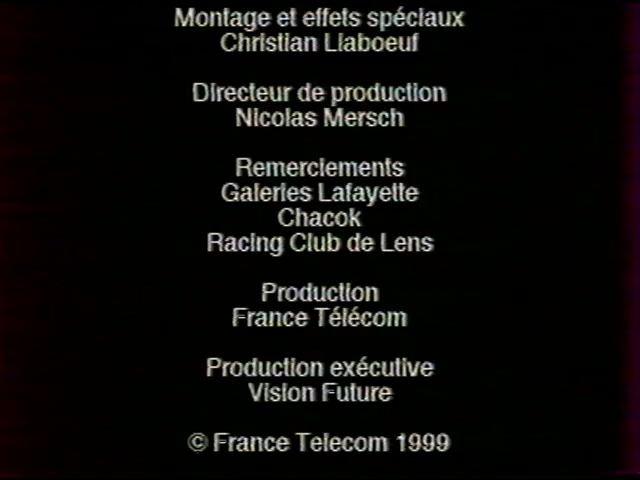 Montage et effets spéciaux
Christian Liaboeuf
Directeur de production
Nicolas Mersch
Remerciements
Galeries Lafayette
Chacok
Racing Club de Lens
Production
France Télécom
Production exécutive
Vision Future
© France Telecom 1999